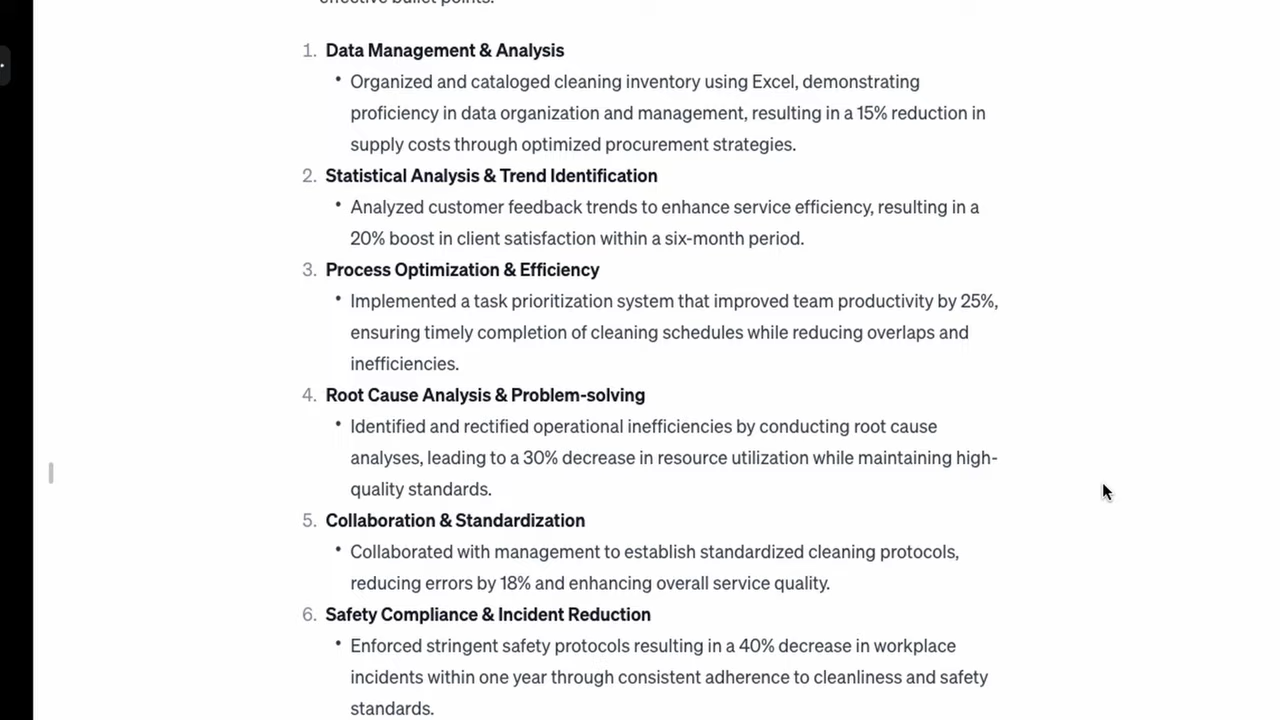 effective bullet points.
1. Data Management & Analysis
• Organized and cataloged cleaning inventory using Excel, demonstrating
proficiency in data organization and management, resulting in a 15% reduction in
supply costs through optimized procurement strategies.
2. Statistical Analysis & Trend Identification
• Analyzed customer feedback trends to enhance service efficiency, resulting in a
20% boost in client satisfaction within a six-month period.
3. Process Optimization & Efficiency
• Implemented a task prioritization system that improved team productivity by 25%,
ensuring timely completion of cleaning schedules while reducing overlaps and
inefficiencies.
4. Root Cause Analysis & Problem-solving
• Identified and rectified operational inefficiencies by conducting root cause
analyses, leading to a 30% decrease in resource utilization while maintaining high-
quality standards.
5. Collaboration & Standardization
• Collaborated with management to establish standardized cleaning protocols,
reducing errors by 18% and enhancing overall service quality.
6. Safety Compliance & Incident Reduction
• Enforced stringent safety protocols resulting in a 40% decrease in workplace
incidents within one year through consistent adherence to cleanliness and safety
standards.